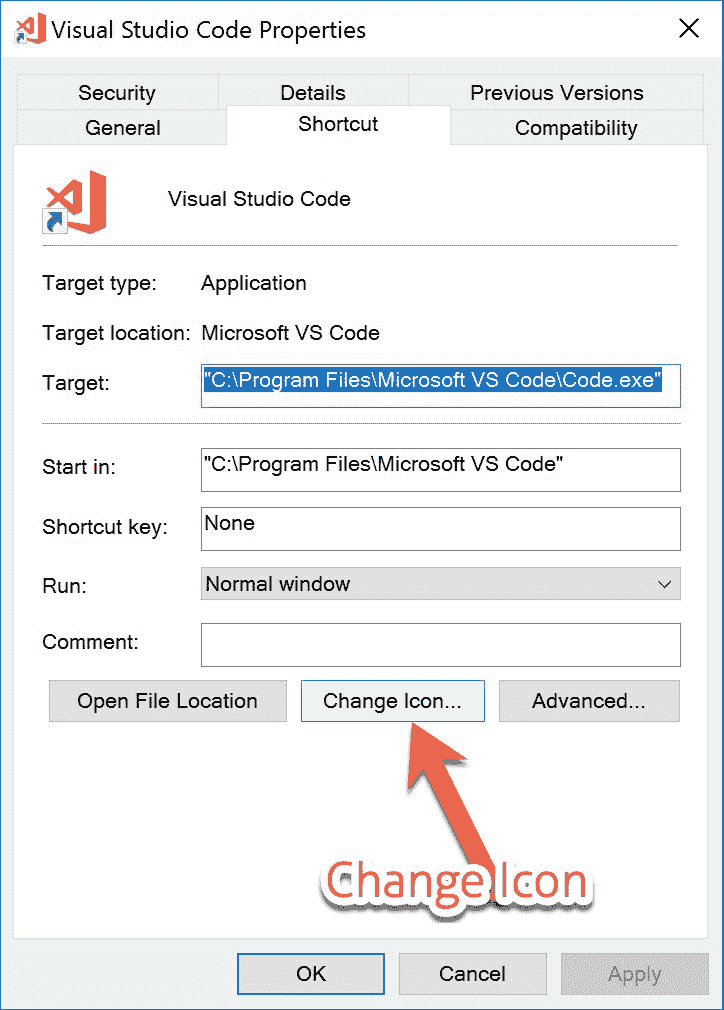 Visual Studio Code Properties
Security Details Previous Versions
General Shortcut Compatibility
Visual Studio Code
Target type: Application
Target location: Microsoft VS Code
Target: "C:\Program Files\Microsoft VS Code\Code.exe"
Start in: "C:\Program Files\Microsoft VS Code"
Shortcut key: None
Run: Normal window
Comment:
Open File Location Change Icon... Advanced...
Change Icon
OK Cancel Apply